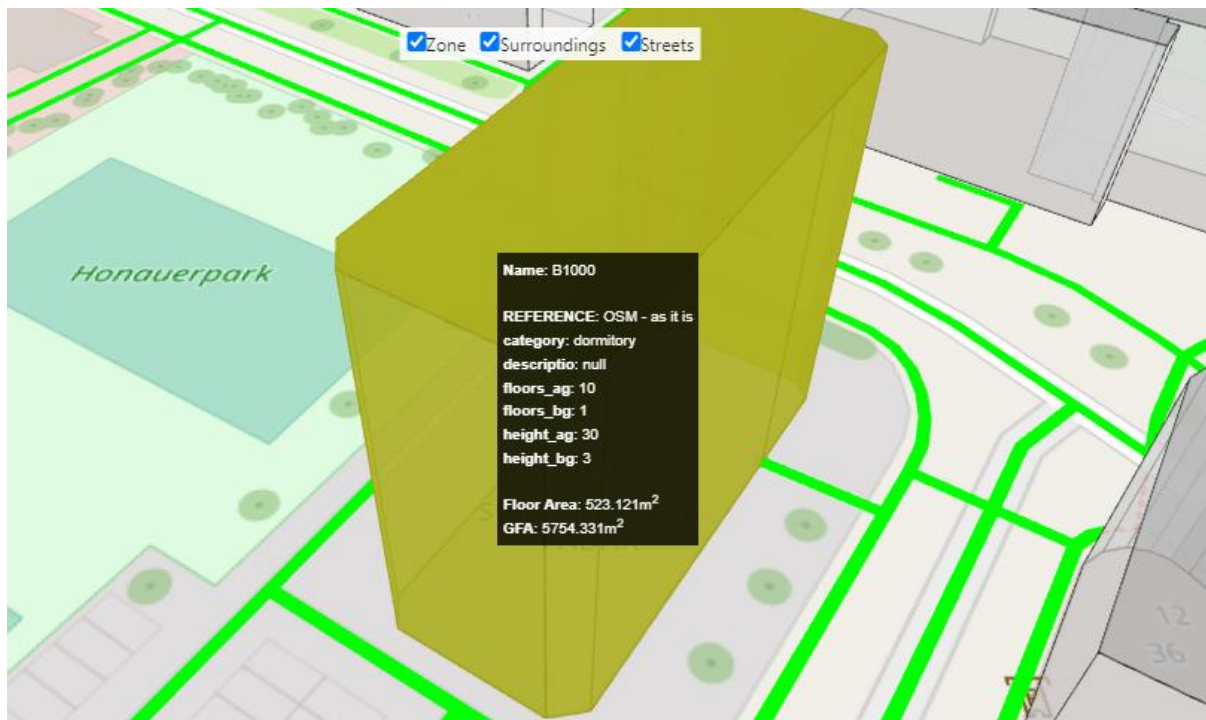 Zone Surroundings Streets
Honauerpark
Name: B1000
REFERENCE: OSM - as it is
category: dormitory
descriptio: null
floors_ag: 10
floors_bg: 1
height_ag: 30
height_bg: 3
Floor Area: 523.121m²
GFA: 5754.331m²
12
36